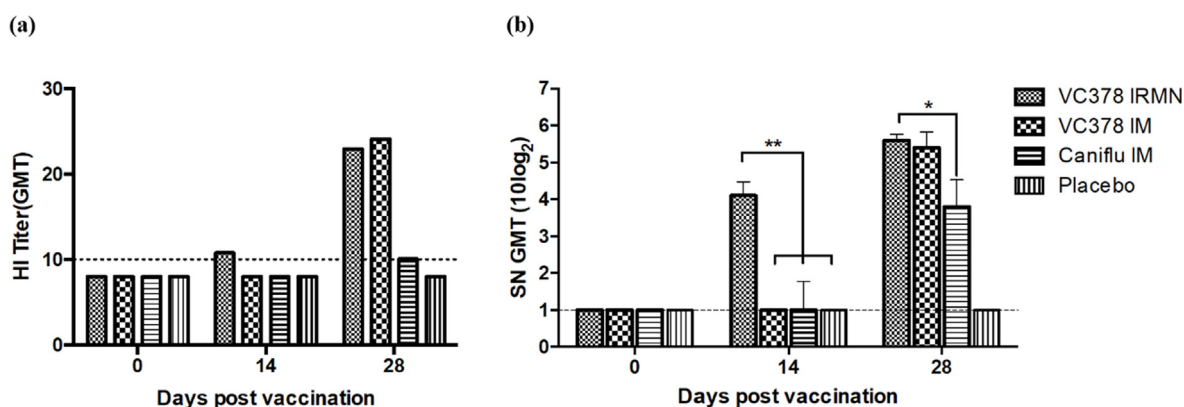 (a)
(b)
HI Titer(GMT)
30
20
10
0
0
14
28
Days post vaccination
SN GMT (10log2)
7
6
5
4
3
2
1
0
**
*
0
14
28
Days post vaccination
VC378 IRMN
VC378 IM
Caniflu IM
Placebo